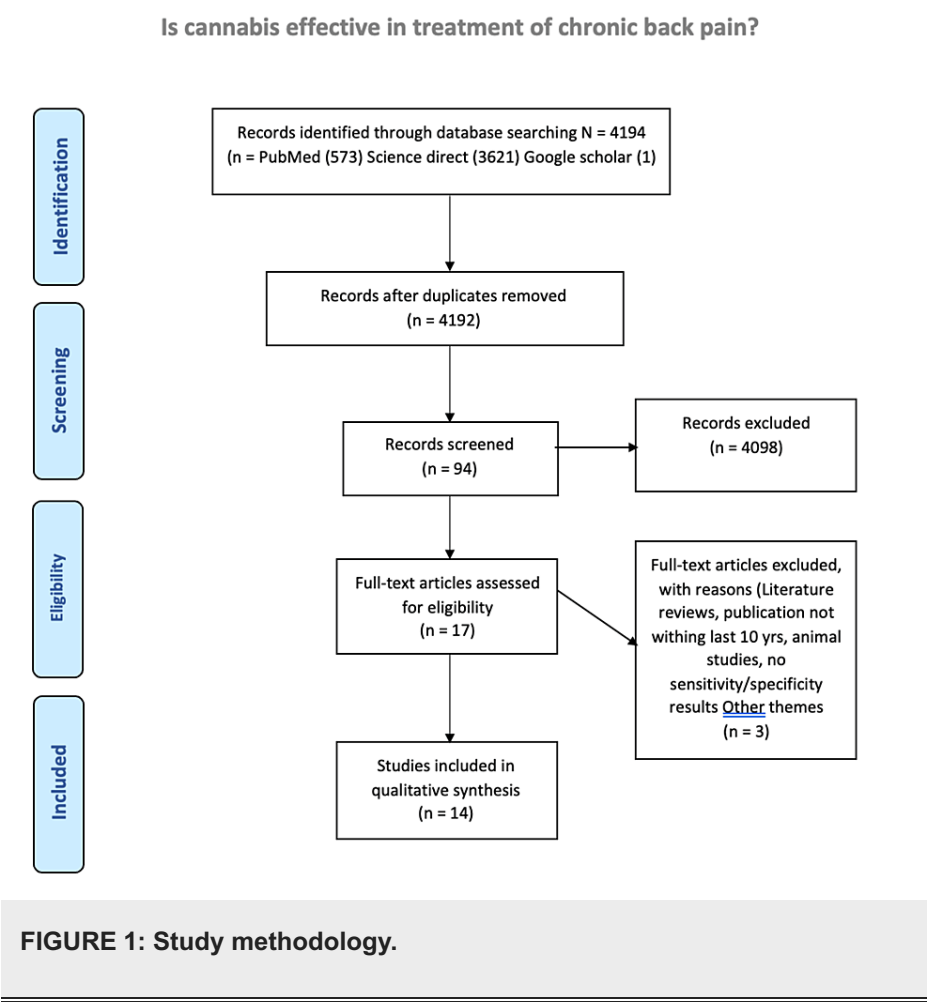 Is cannabis effective in treatment of chronic back pain?
Identification
Records identified through database searching N = 4194
(n = PubMed (573) Science direct (3621) Google scholar (1)
Records after duplicates removed
(n = 4192)
Screening
Records screened
(n = 94)
Records excluded
(n = 4098)
Eligibility
Full-text articles assessed
for eligibility
(n = 17)
Full-text articles excluded,
with reasons (Literature
reviews, publication not
withing last 10 yrs, animal
studies, no
sensitivity/specificity
results Other themes
(n = 3)
Included
Studies included in
qualitative synthesis
(n = 14)
FIGURE 1: Study methodology.